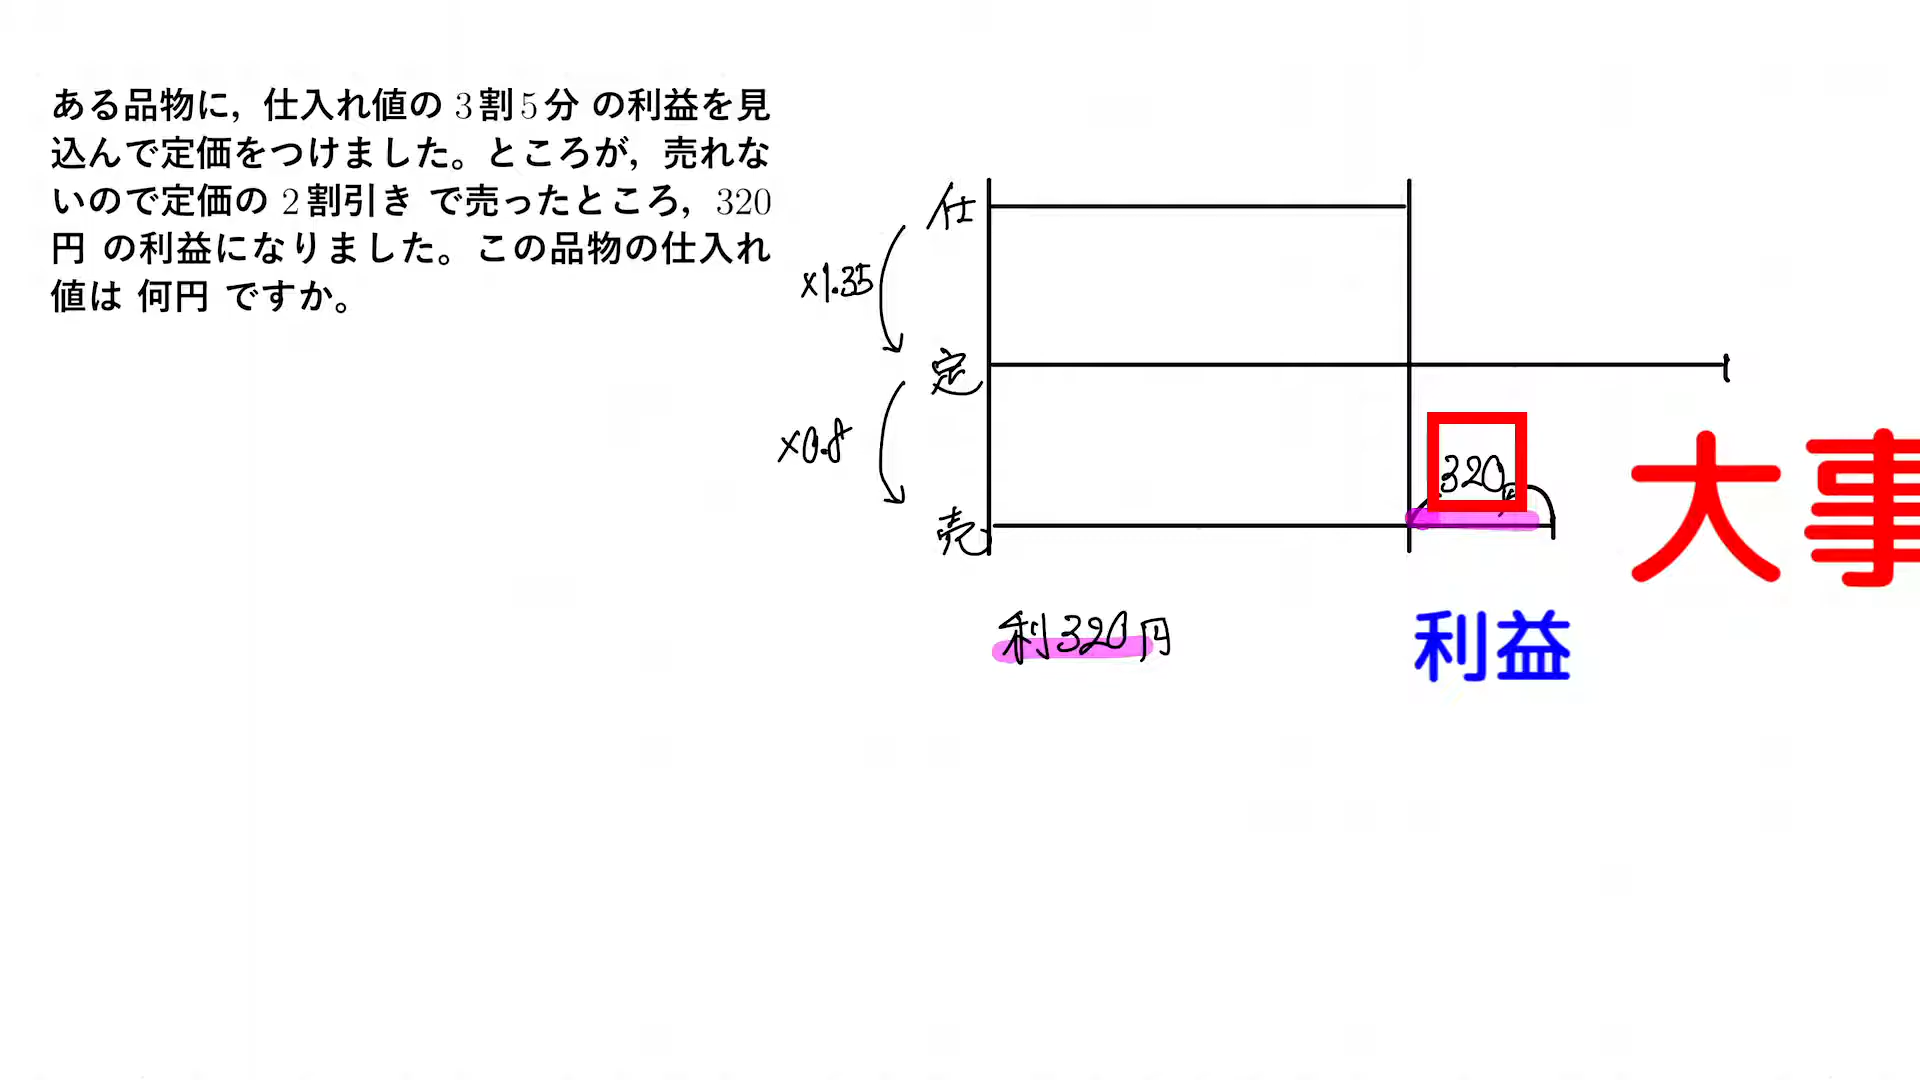 ある品物に，仕入れ値の 3割5分 の利益を見
込んで定価をつけました。ところが，売れな
いので定価の 2割引き で売ったところ，320
円 の利益になりました。この品物の仕入れ
値は 何円 ですか。
仕
×1.35
定
×0.8
売
320円
大事
利320円
利益